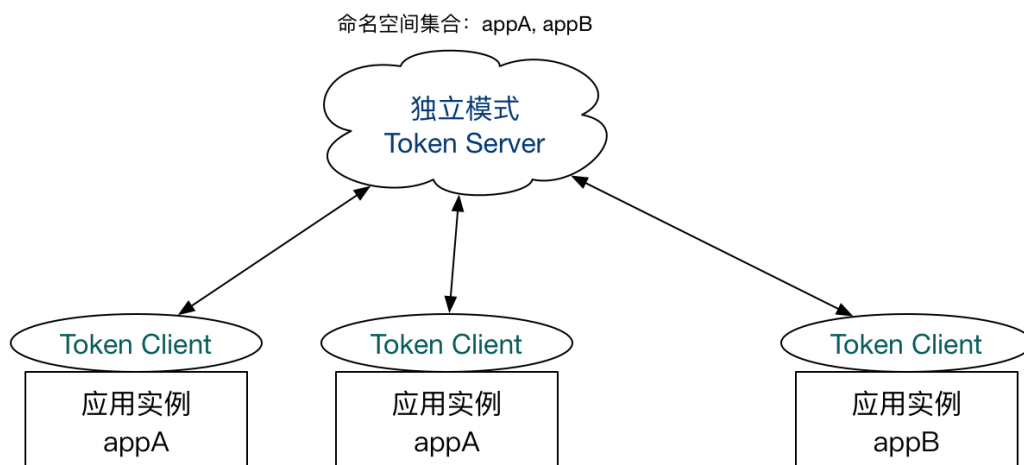 命名空间集合：appA, appB
独立模式
Token Server
Token Client
Token Client
Token Client
应用实例
appA
应用实例
appA
应用实例
appB